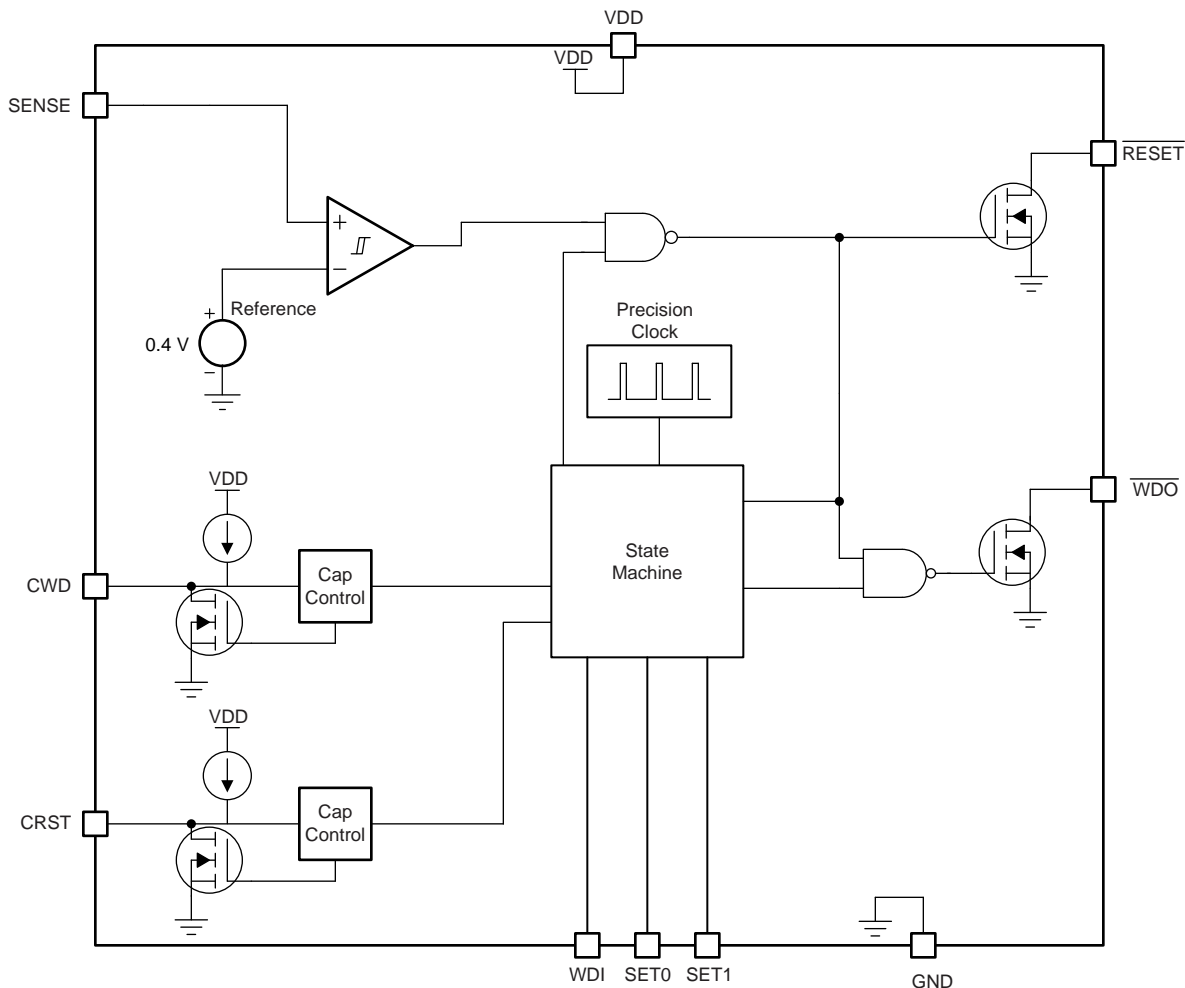 VDD
VDD
SENSE
RESET
+
−
Reference
+
0.4 V
−
Precision
Clock
VDD
WDO
State
Machine
Cap
Control
CWD
VDD
Cap
Control
CRST
WDI
SET0
SET1
GND